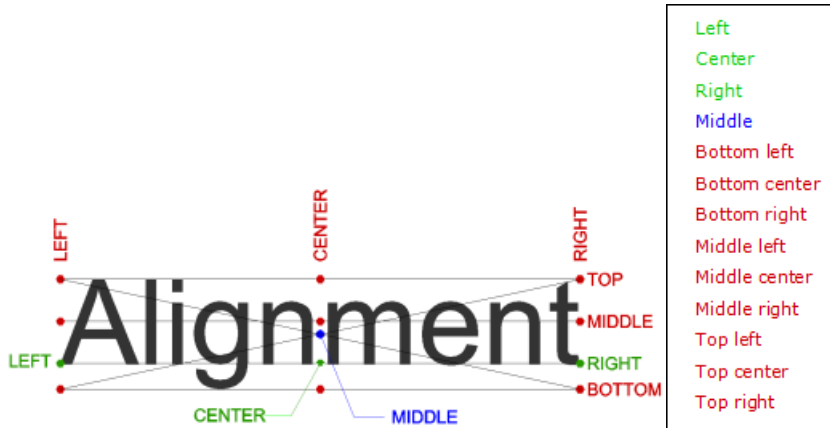 LEFT
CENTER
RIGHT
TOP
MIDDLE
LEFT
Alignment
RIGHT
BOTTOM
CENTER
MIDDLE
Left
Center
Right
Middle
Bottom left
Bottom center
Bottom right
Middle left
Middle center
Middle right
Top left
Top center
Top right